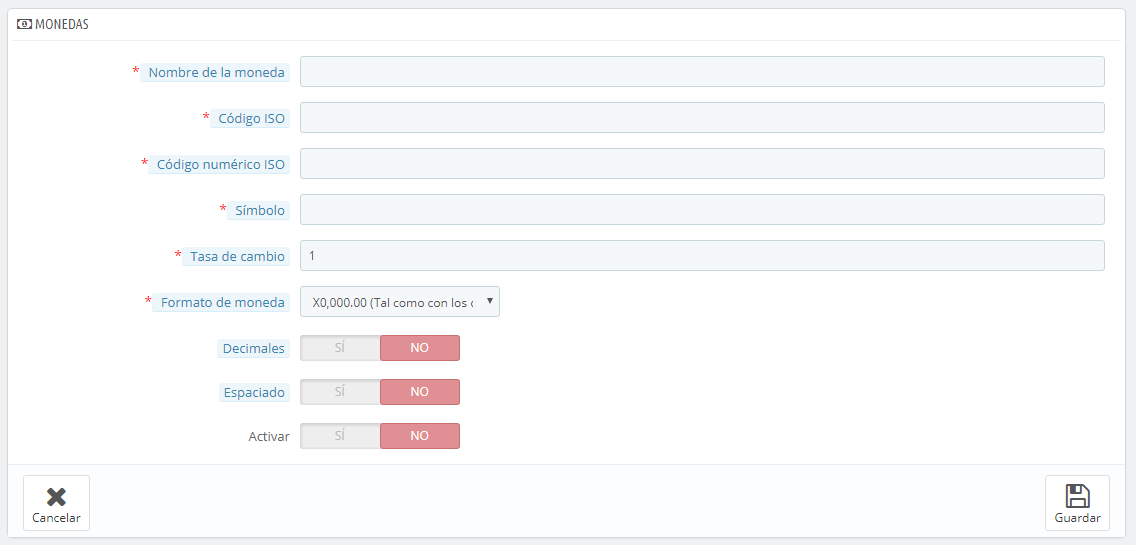 MONEDAS
* Nombre de la moneda
* Código ISO
* Código numérico ISO
* Símbolo
* Tasa de cambio 1
* Formato de moneda X0,000.00 (Tal como con los
Decimales SÍ NO
Espaciado SÍ NO
Activar SÍ NO
Cancelar Guardar